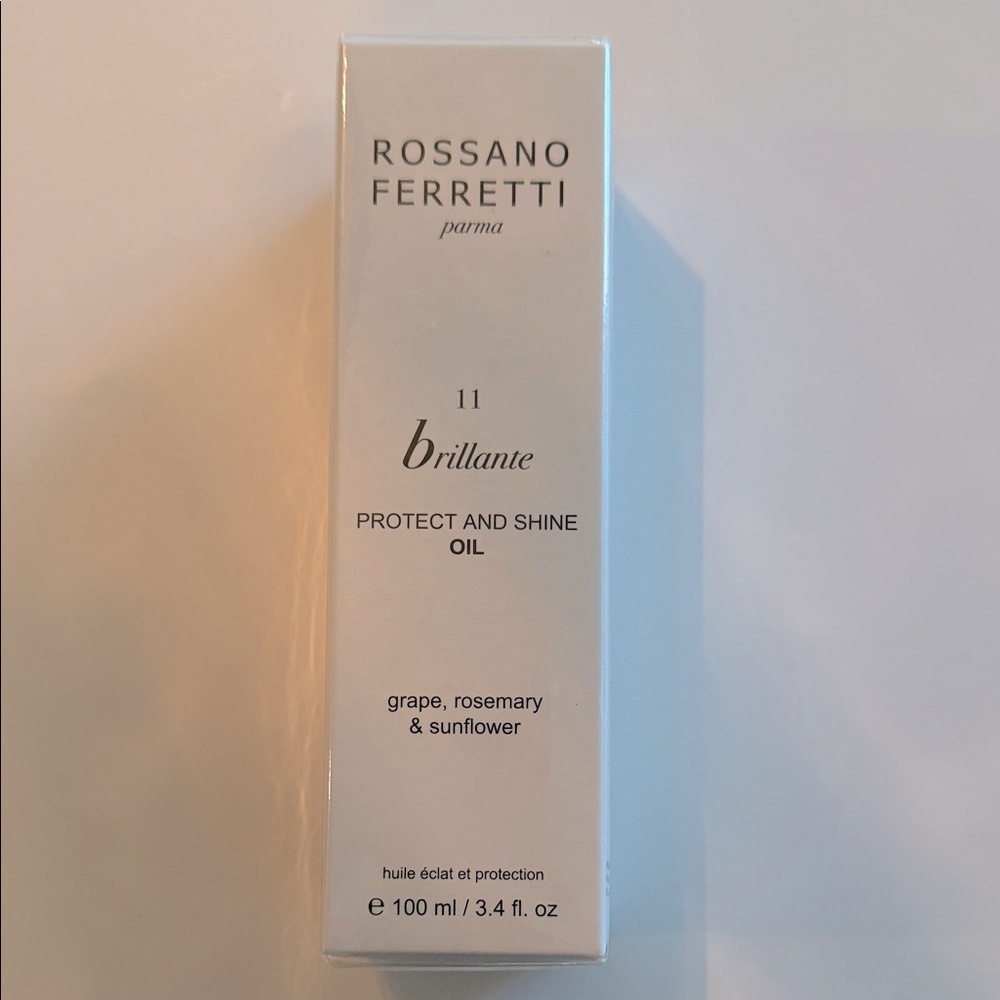 ROSSANO
FERRETTI
parma
11
brillante
PROTECT AND SHINE
OIL
grape, rosemary
& sunflower
huile éclat et protection
℮ 100 ml / 3.4 fl. oz